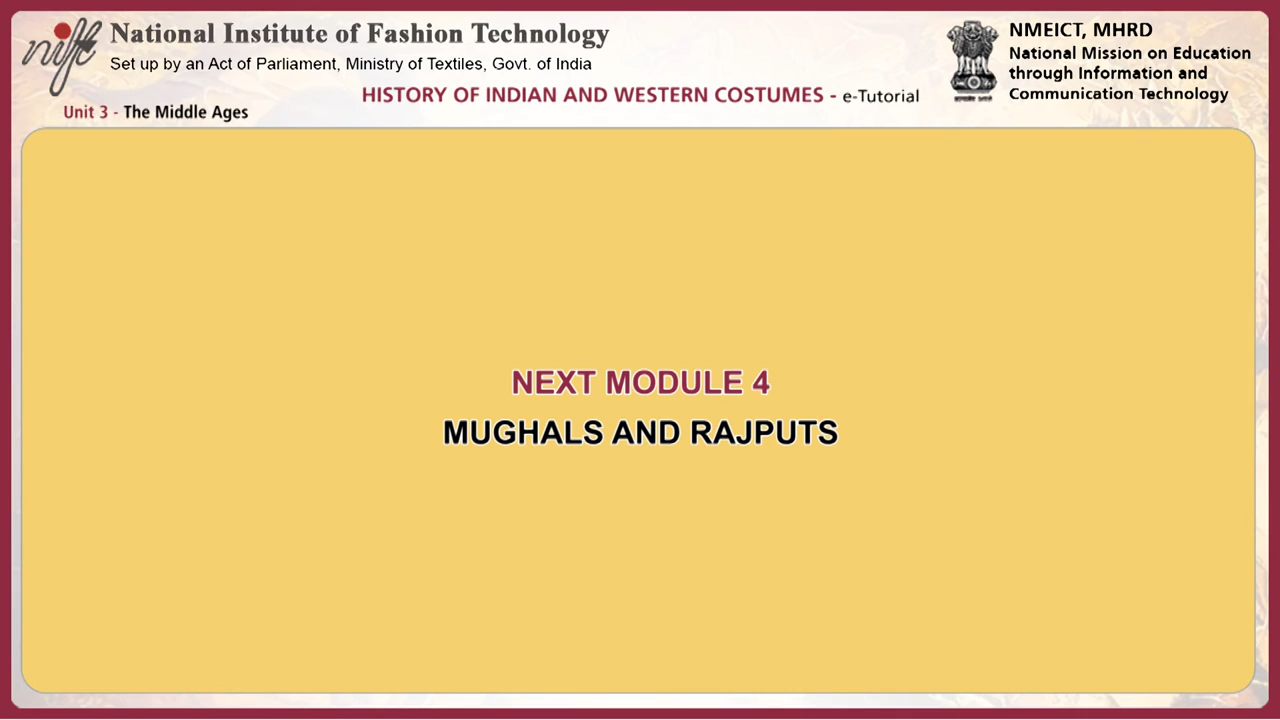 nift
National Institute of Fashion Technology
Set up by an Act of Parliament, Ministry of Textiles, Govt. of India
HISTORY OF INDIAN AND WESTERN COSTUMES - e-Tutorial
Unit 3 - The Middle Ages
NMEICT, MHRD
National Mission on Education
through Information and
Communication Technology
NEXT MODULE 4
MUGHALS AND RAJPUTS